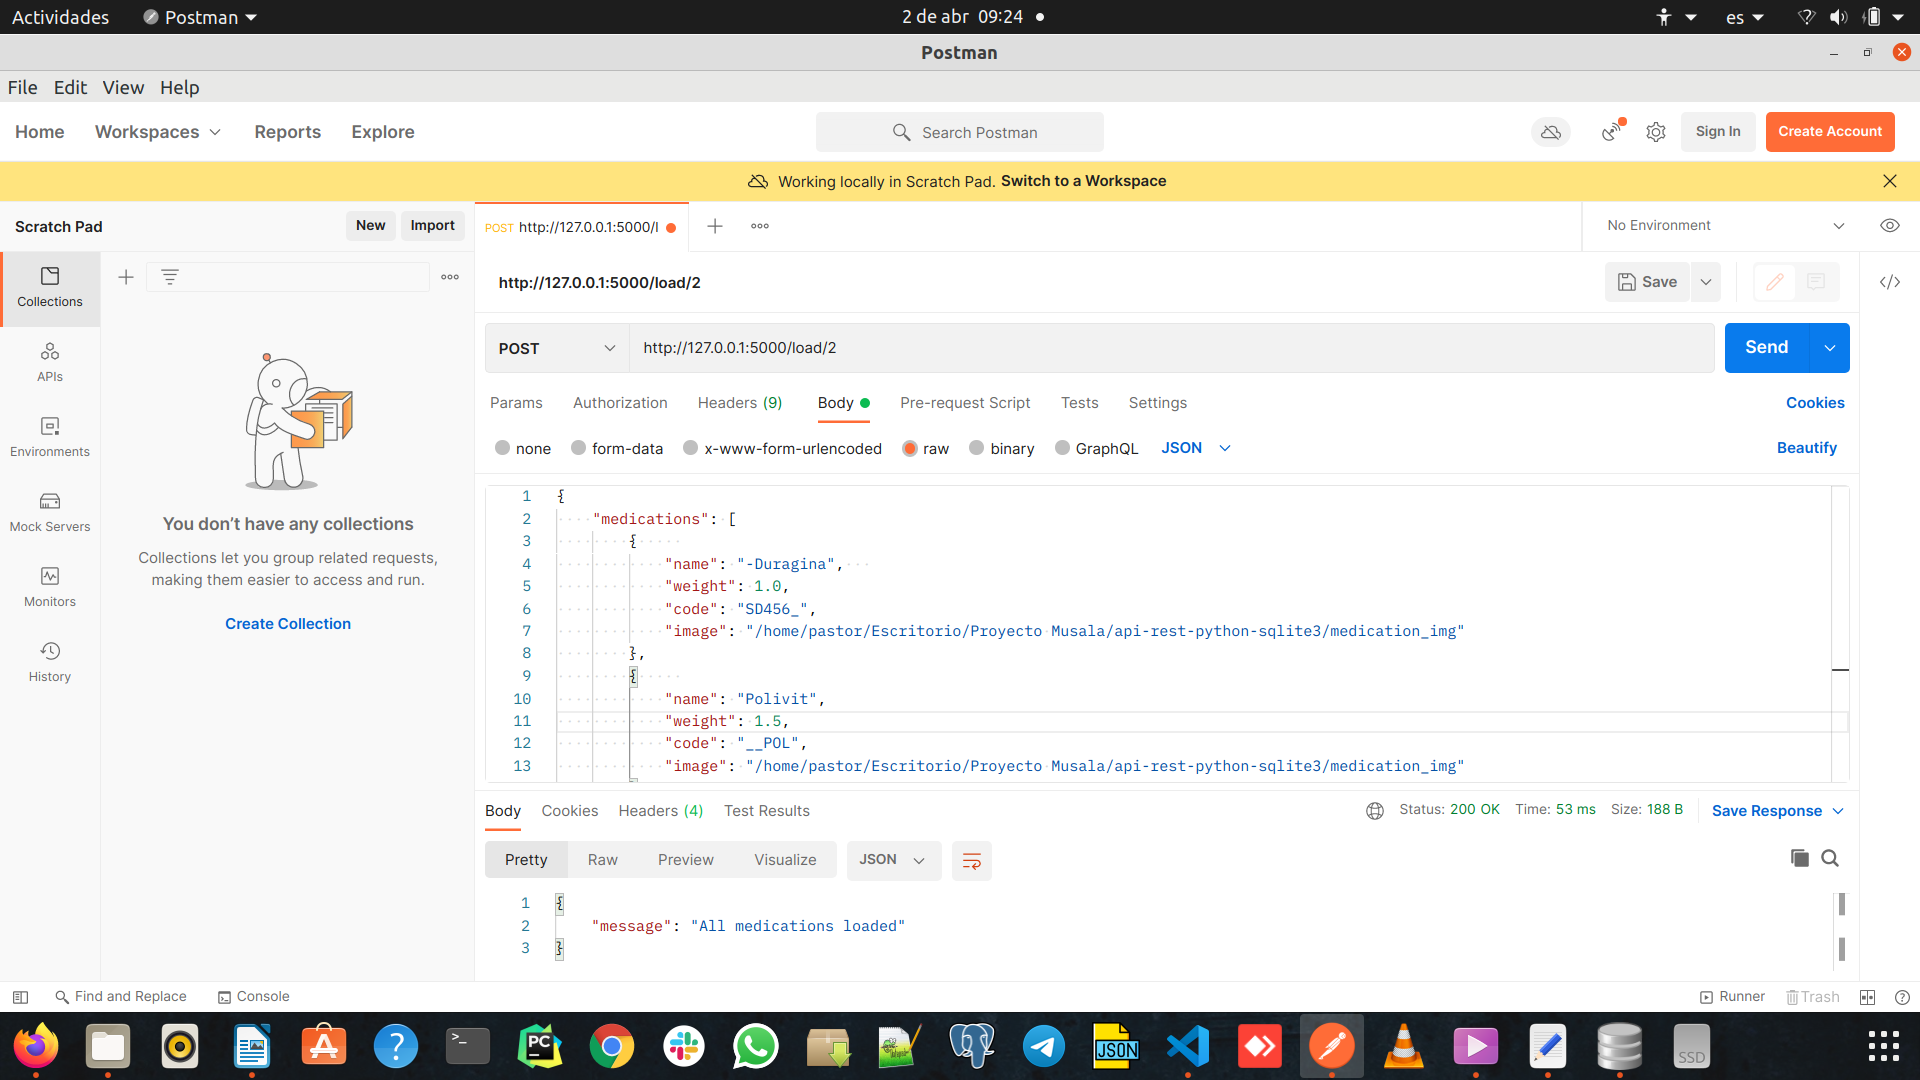 Actividades Postman 2 de abr 09:24 es
Postman
File Edit View Help
Home Workspaces Reports Explore Search Postman Sign In Create Account
Working locally in Scratch Pad. Switch to a Workspace
Scratch Pad New Import POST http://127.0.0.1:5000/l No Environment
Collections
APIs
Environments
Mock Servers
Monitors
History
You don’t have any collections
Collections let you group related requests,
making them easier to access and run.
Create Collection
http://127.0.0.1:5000/load/2 Save
POST http://127.0.0.1:5000/load/2 Send
Params Authorization Headers (9) Body Pre-request Script Tests Settings Cookies
none form-data x-www-form-urlencoded raw binary GraphQL JSON Beautify
1 {
2 "medications": [
3 {
4 "name": "-Duragina",
5 "weight": 1.0,
6 "code": "SD456_",
7 "image": "/home/pastor/Escritorio/Proyecto Musala/api-rest-python-sqlite3/medication_img"
8 },
9 {
10 "name": "Polivit",
11 "weight": 1.5,
12 "code": "__POL",
13 "image": "/home/pastor/Escritorio/Proyecto Musala/api-rest-python-sqlite3/medication_img"
Body Cookies Headers (4) Test Results Status: 200 OK Time: 53 ms Size: 188 B Save Response
Pretty Raw Preview Visualize JSON
1 {
2 "message": "All medications loaded"
3 }
Find and Replace Console Runner Trash
PC JSON SSD